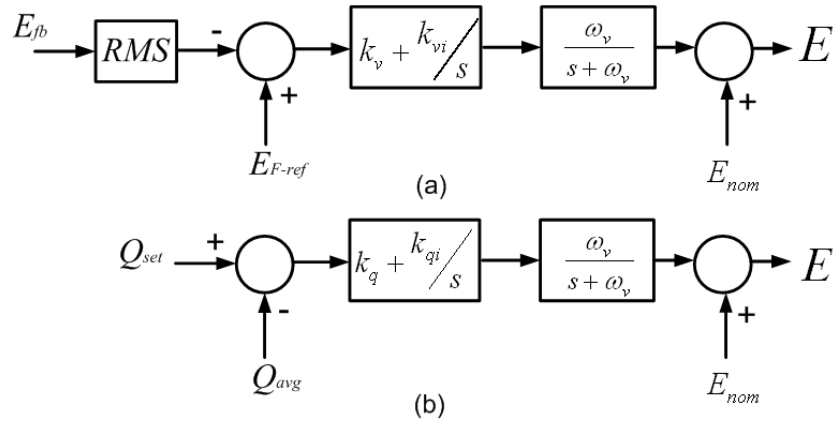 E_fb
RMS
-
+
E_F-ref
k_v + k_vi / s
ω_v / (s + ω_v)
+
E_nom
E
(a)
Q_set
+
-
Q_avg
k_q + k_qi / s
ω_v / (s + ω_v)
+
E_nom
E
(b)